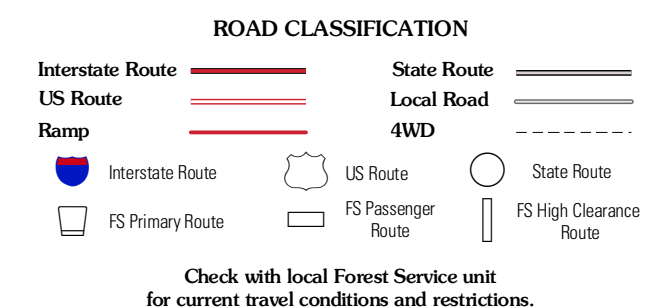 ROAD CLASSIFICATION
Interstate Route
State Route
US Route
Local Road
Ramp
4WD
Interstate Route
US Route
State Route
FS Primary Route
FS Passenger
Route
FS High Clearance
Route
Check with local Forest Service unit
for current travel conditions and restrictions.